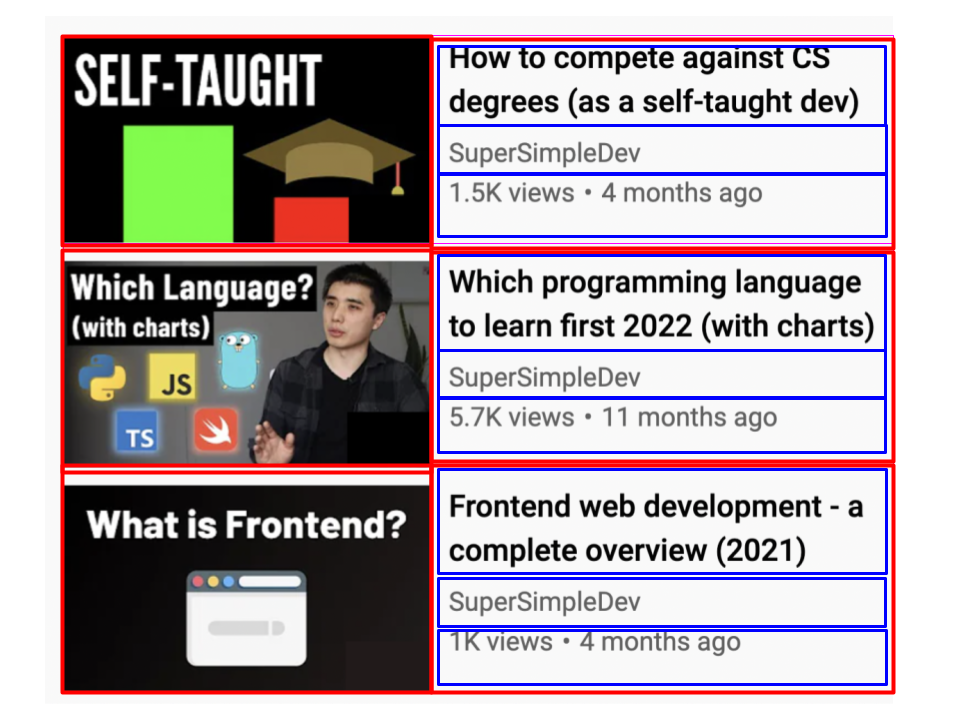 SELF-TAUGHT
How to compete against CS
degrees (as a self-taught dev)
SuperSimpleDev
1.5K views • 4 months ago
Which Language?
(with charts)
JS
TS
Which programming language
to learn first 2022 (with charts)
SuperSimpleDev
5.7K views • 11 months ago
What is Frontend?
Frontend web development - a
complete overview (2021)
SuperSimpleDev
1K views • 4 months ago